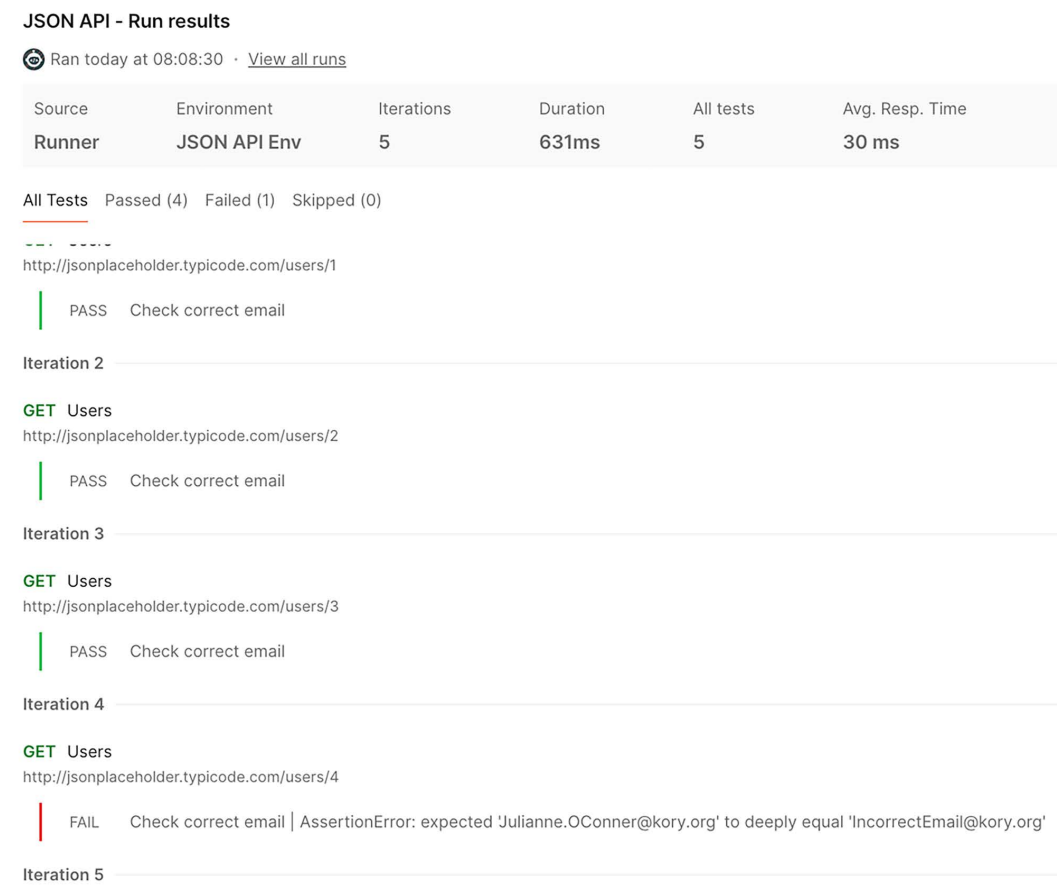 JSON API - Run results
Ran today at 08:08:30 · View all runs
Source Environment Iterations Duration All tests Avg. Resp. Time
Runner JSON API Env 5 631ms 5 30 ms
All Tests Passed (4) Failed (1) Skipped (0)
http://jsonplaceholder.typicode.com/users/1
PASS Check correct email
Iteration 2
GET Users
http://jsonplaceholder.typicode.com/users/2
PASS Check correct email
Iteration 3
GET Users
http://jsonplaceholder.typicode.com/users/3
PASS Check correct email
Iteration 4
GET Users
http://jsonplaceholder.typicode.com/users/4
FAIL Check correct email | AssertionError: expected 'Julianne.OConner@kory.org' to deeply equal 'IncorrectEmail@kory.org'
Iteration 5